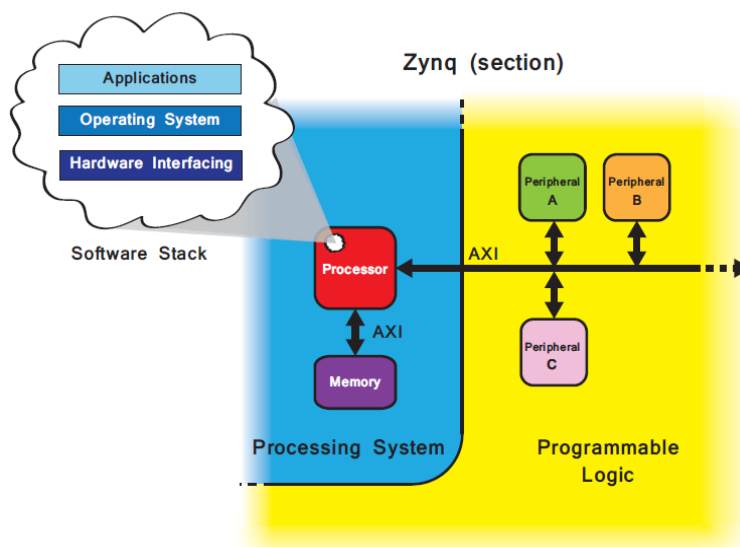 Zynq (section)
Applications
Operating System
Hardware Interfacing
Software Stack
Peripheral
A
Peripheral
B
AXI
Processor
AXI
Peripheral
C
Memory
Processing System
Programmable
Logic